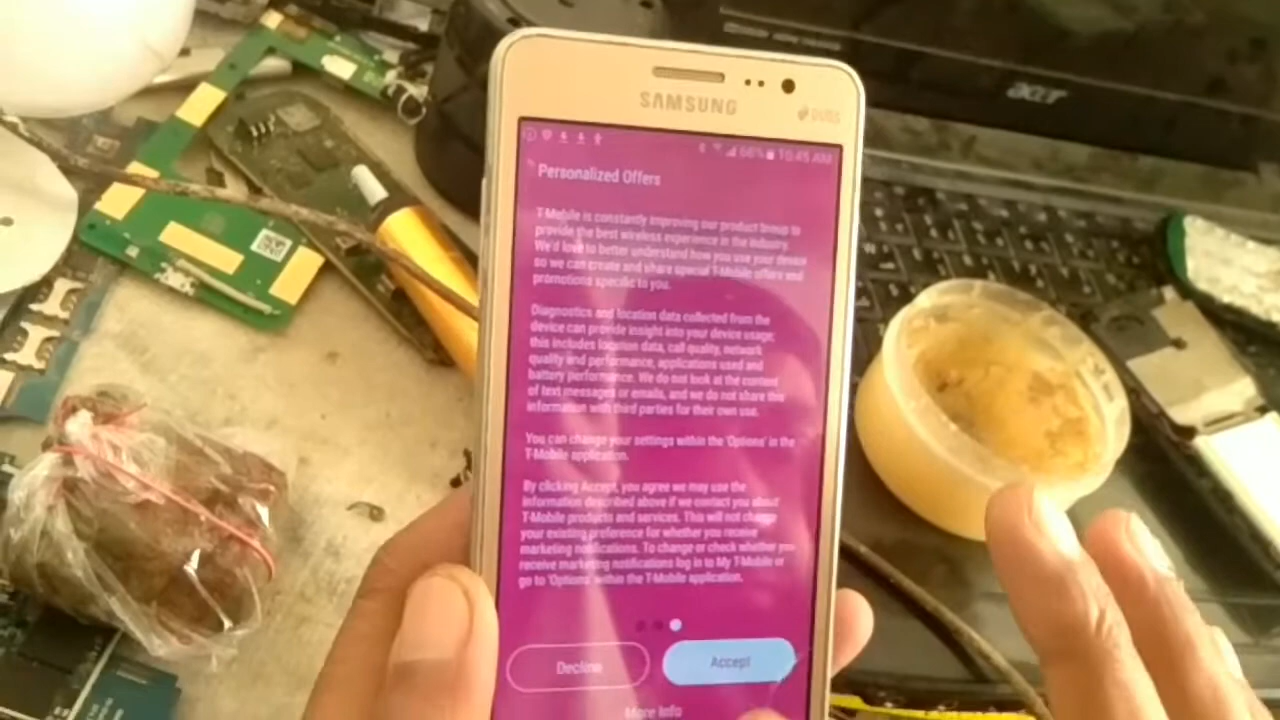 SAMSUNG
DUOS
acer
66% 10:45 AM
Personalized Offers
T-Mobile is constantly improving our product lineup to
provide the best wireless experience in the industry.
We'd love to better understand how you use your device
so we can create and share special T-Mobile offers and
promotions specific to you.
Diagnostics and location data collected from the
device can provide insight into your device usage;
this includes location data, call quality, network
quality and performance, applications used and
battery performance. We do not look at the content
of text messages or emails, and we do not share this
information with third parties for their own use.
You can change your settings within the 'Options' in the
T-Mobile application.
By clicking Accept, you agree we may use the
information described above if we contact you about
T-Mobile products and services. This will not change
your existing preference for whether you receive
marketing notifications. To change or check whether you
receive marketing notifications log in to My T-Mobile or
go to 'Options' within the T-Mobile application.
Decline
Accept
More Info